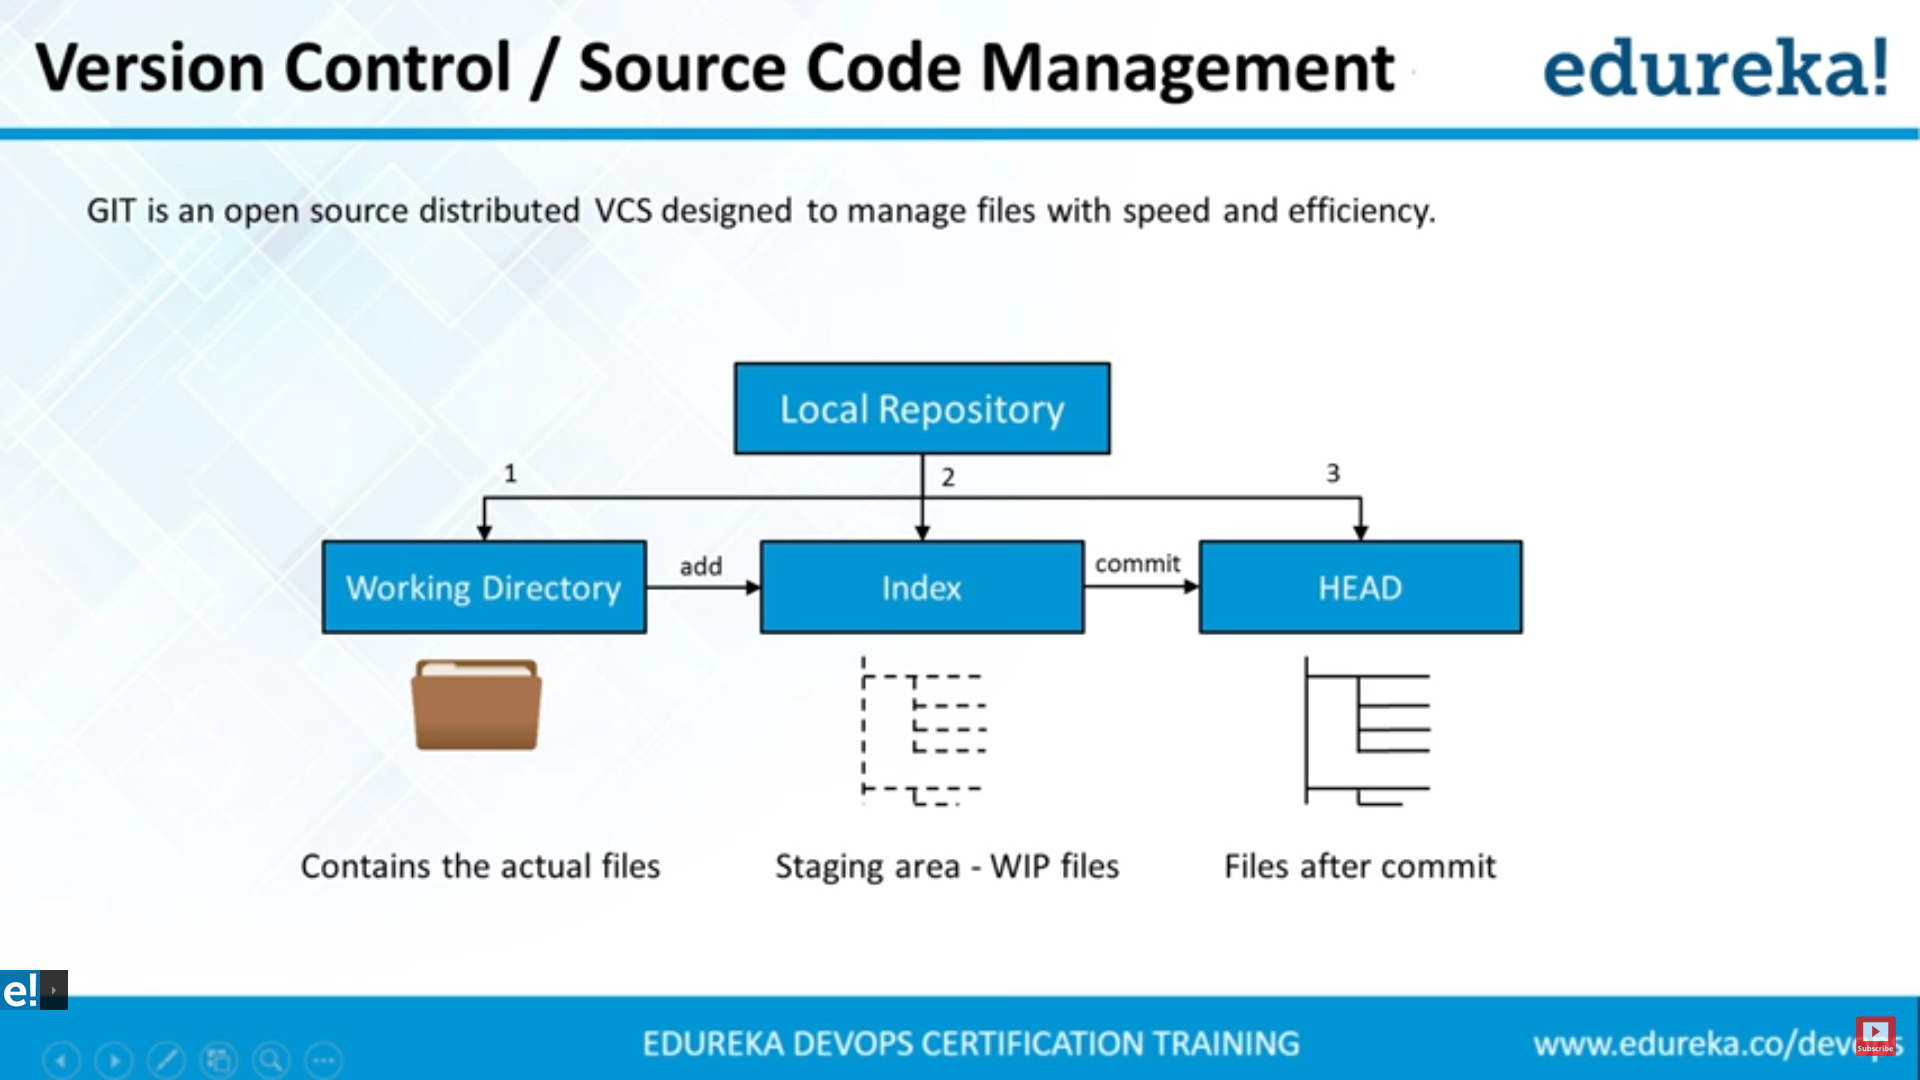 Version Control / Source Code Management
edureka!
GIT is an open source distributed VCS designed to manage files with speed and efficiency.
Local Repository
1
2
3
Working Directory
add
Index
commit
HEAD
Contains the actual files
Staging area - WIP files
Files after commit
e!
EDUREKA DEVOPS CERTIFICATION TRAINING
www.edureka.co/devops
Subscribe